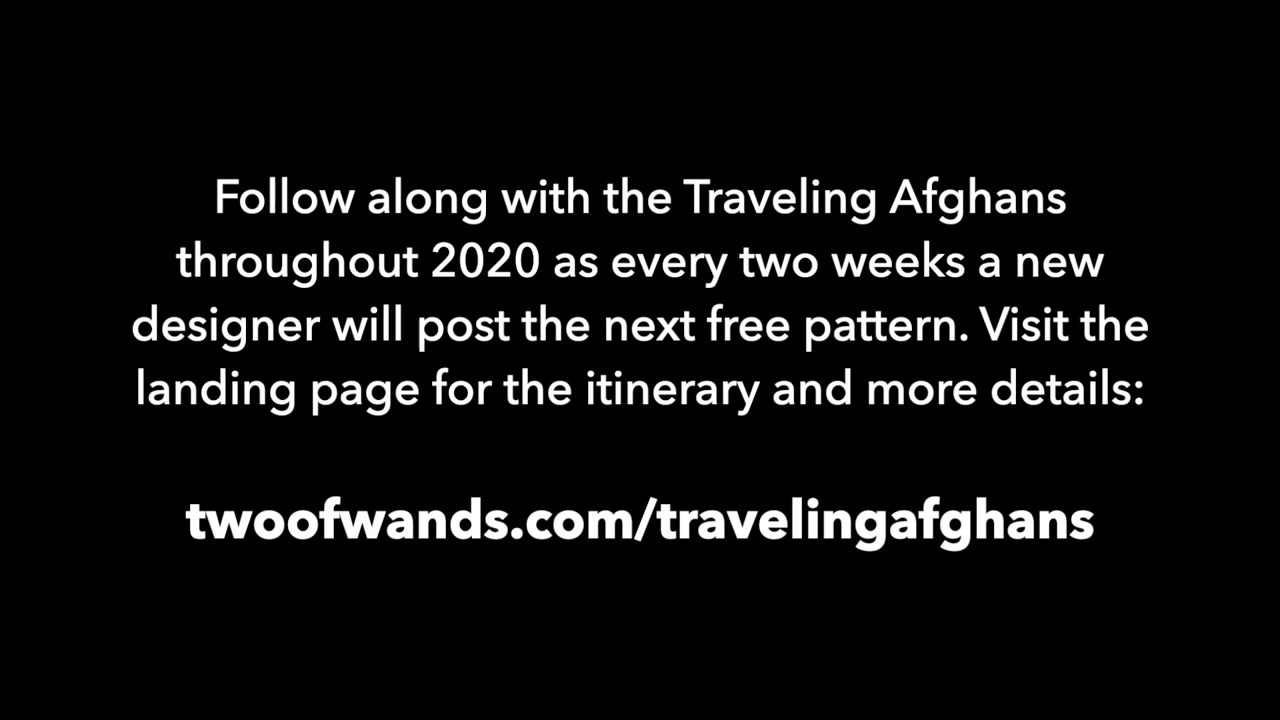 Follow along with the Traveling Afghans
throughout 2020 as every two weeks a new
designer will post the next free pattern. Visit the
landing page for the itinerary and more details:
twoofwands.com/travelingafghans